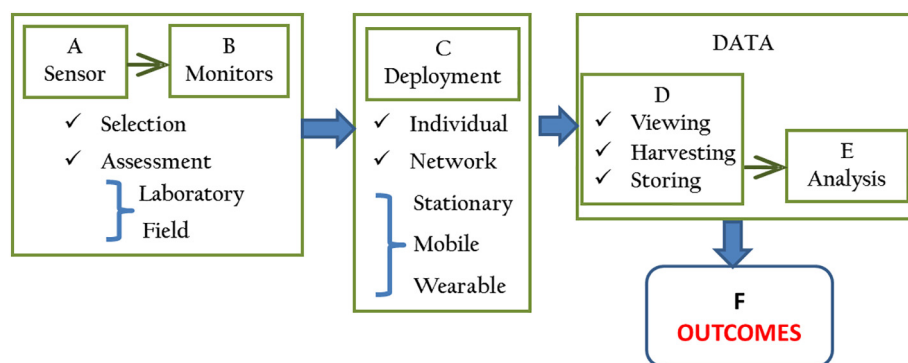 A
Sensor
B
Monitors
✓ Selection
✓ Assessment
Laboratory
Field
C
Deployment
✓ Individual
✓ Network
Stationary
Mobile
Wearable
DATA
D
✓ Viewing
✓ Harvesting
✓ Storing
E
Analysis
F
OUTCOMES